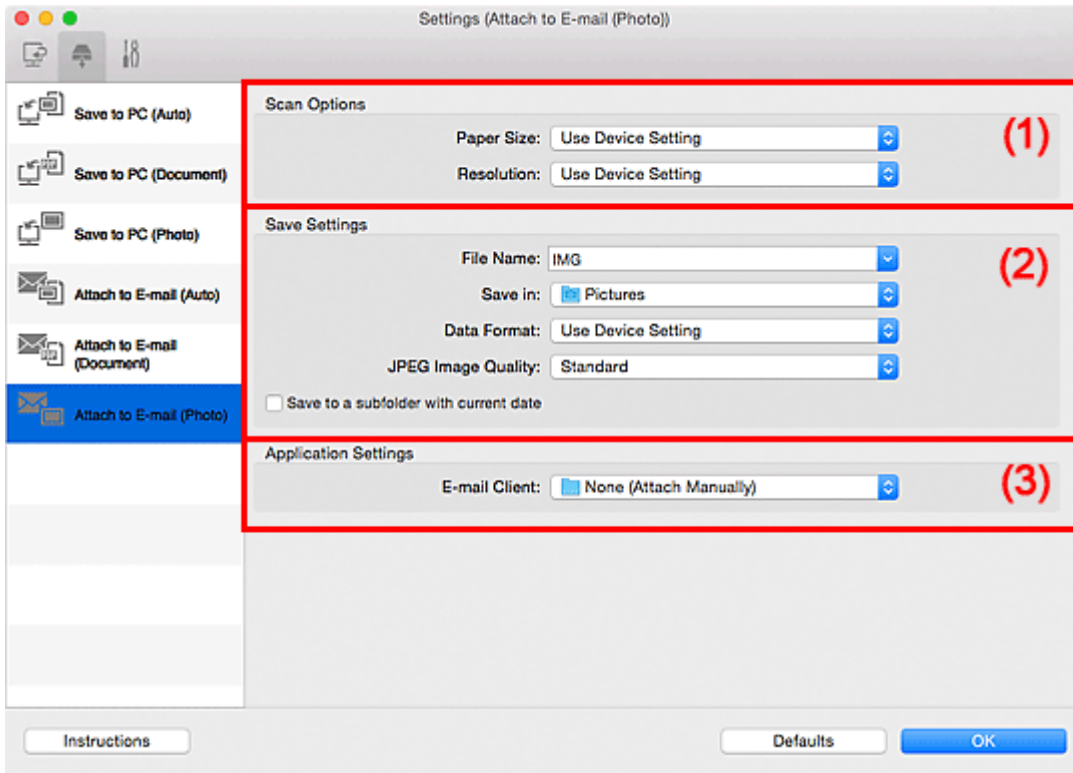 Settings (Attach to E-mail (Photo))
Save to PC (Auto)
Save to PC (Document)
Save to PC (Photo)
Attach to E-mail (Auto)
Attach to E-mail
(Document)
Attach to E-mail (Photo)
Scan Options
(1)
Paper Size: Use Device Setting
Resolution: Use Device Setting
Save Settings
(2)
File Name: IMG
Save in: Pictures
Data Format: Use Device Setting
JPEG Image Quality: Standard
Save to a subfolder with current date
Application Settings
(3)
E-mail Client: None (Attach Manually)
Instructions
Defaults
OK